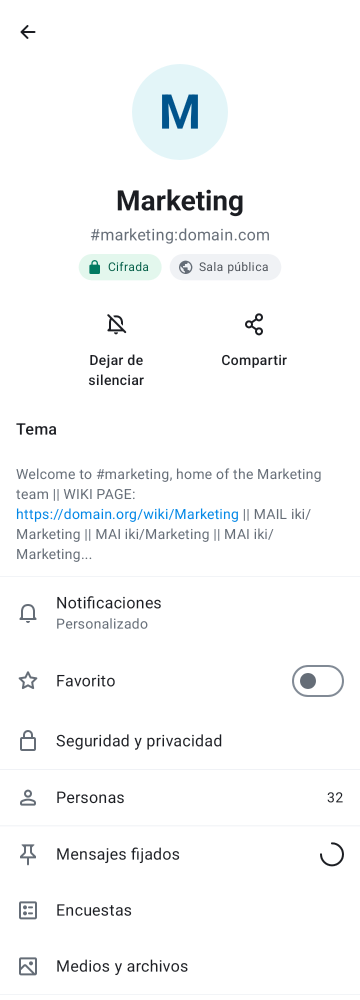 M
Marketing
#marketing:domain.com
Cifrada
Sala pública
Dejar de
silenciar
Compartir
Tema
Welcome to #marketing, home of the Marketing
team || WIKI PAGE:
https://domain.org/wiki/Marketing || MAIL iki/
Marketing || MAI iki/Marketing || MAI iki/
Marketing...
Notificaciones
Personalizado
Favorito
Seguridad y privacidad
Personas
32
Mensajes fijados
Encuestas
Medios y archivos